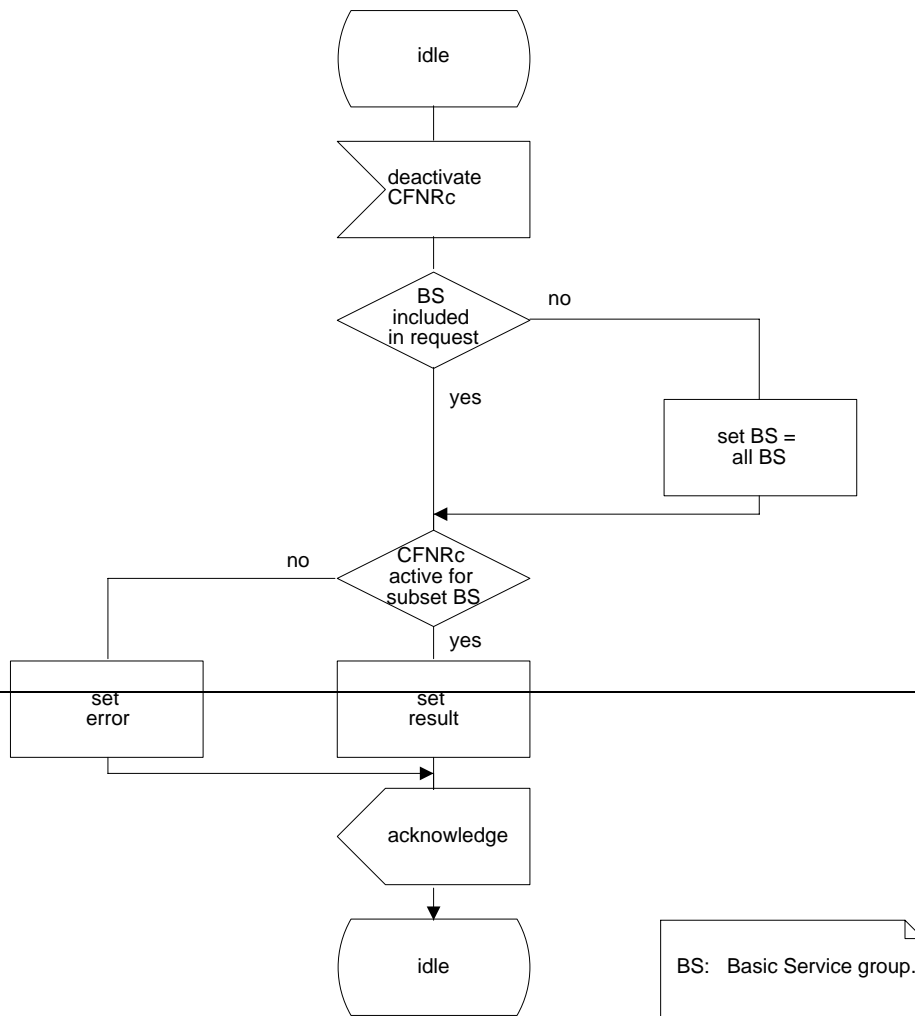 idle
deactivate
CFNRc
BS
included
in request
no
yes
set BS =
all BS
CFNRc
active for
subset BS
no
yes
set
error
set
result
acknowledge
idle
BS: Basic Service group.